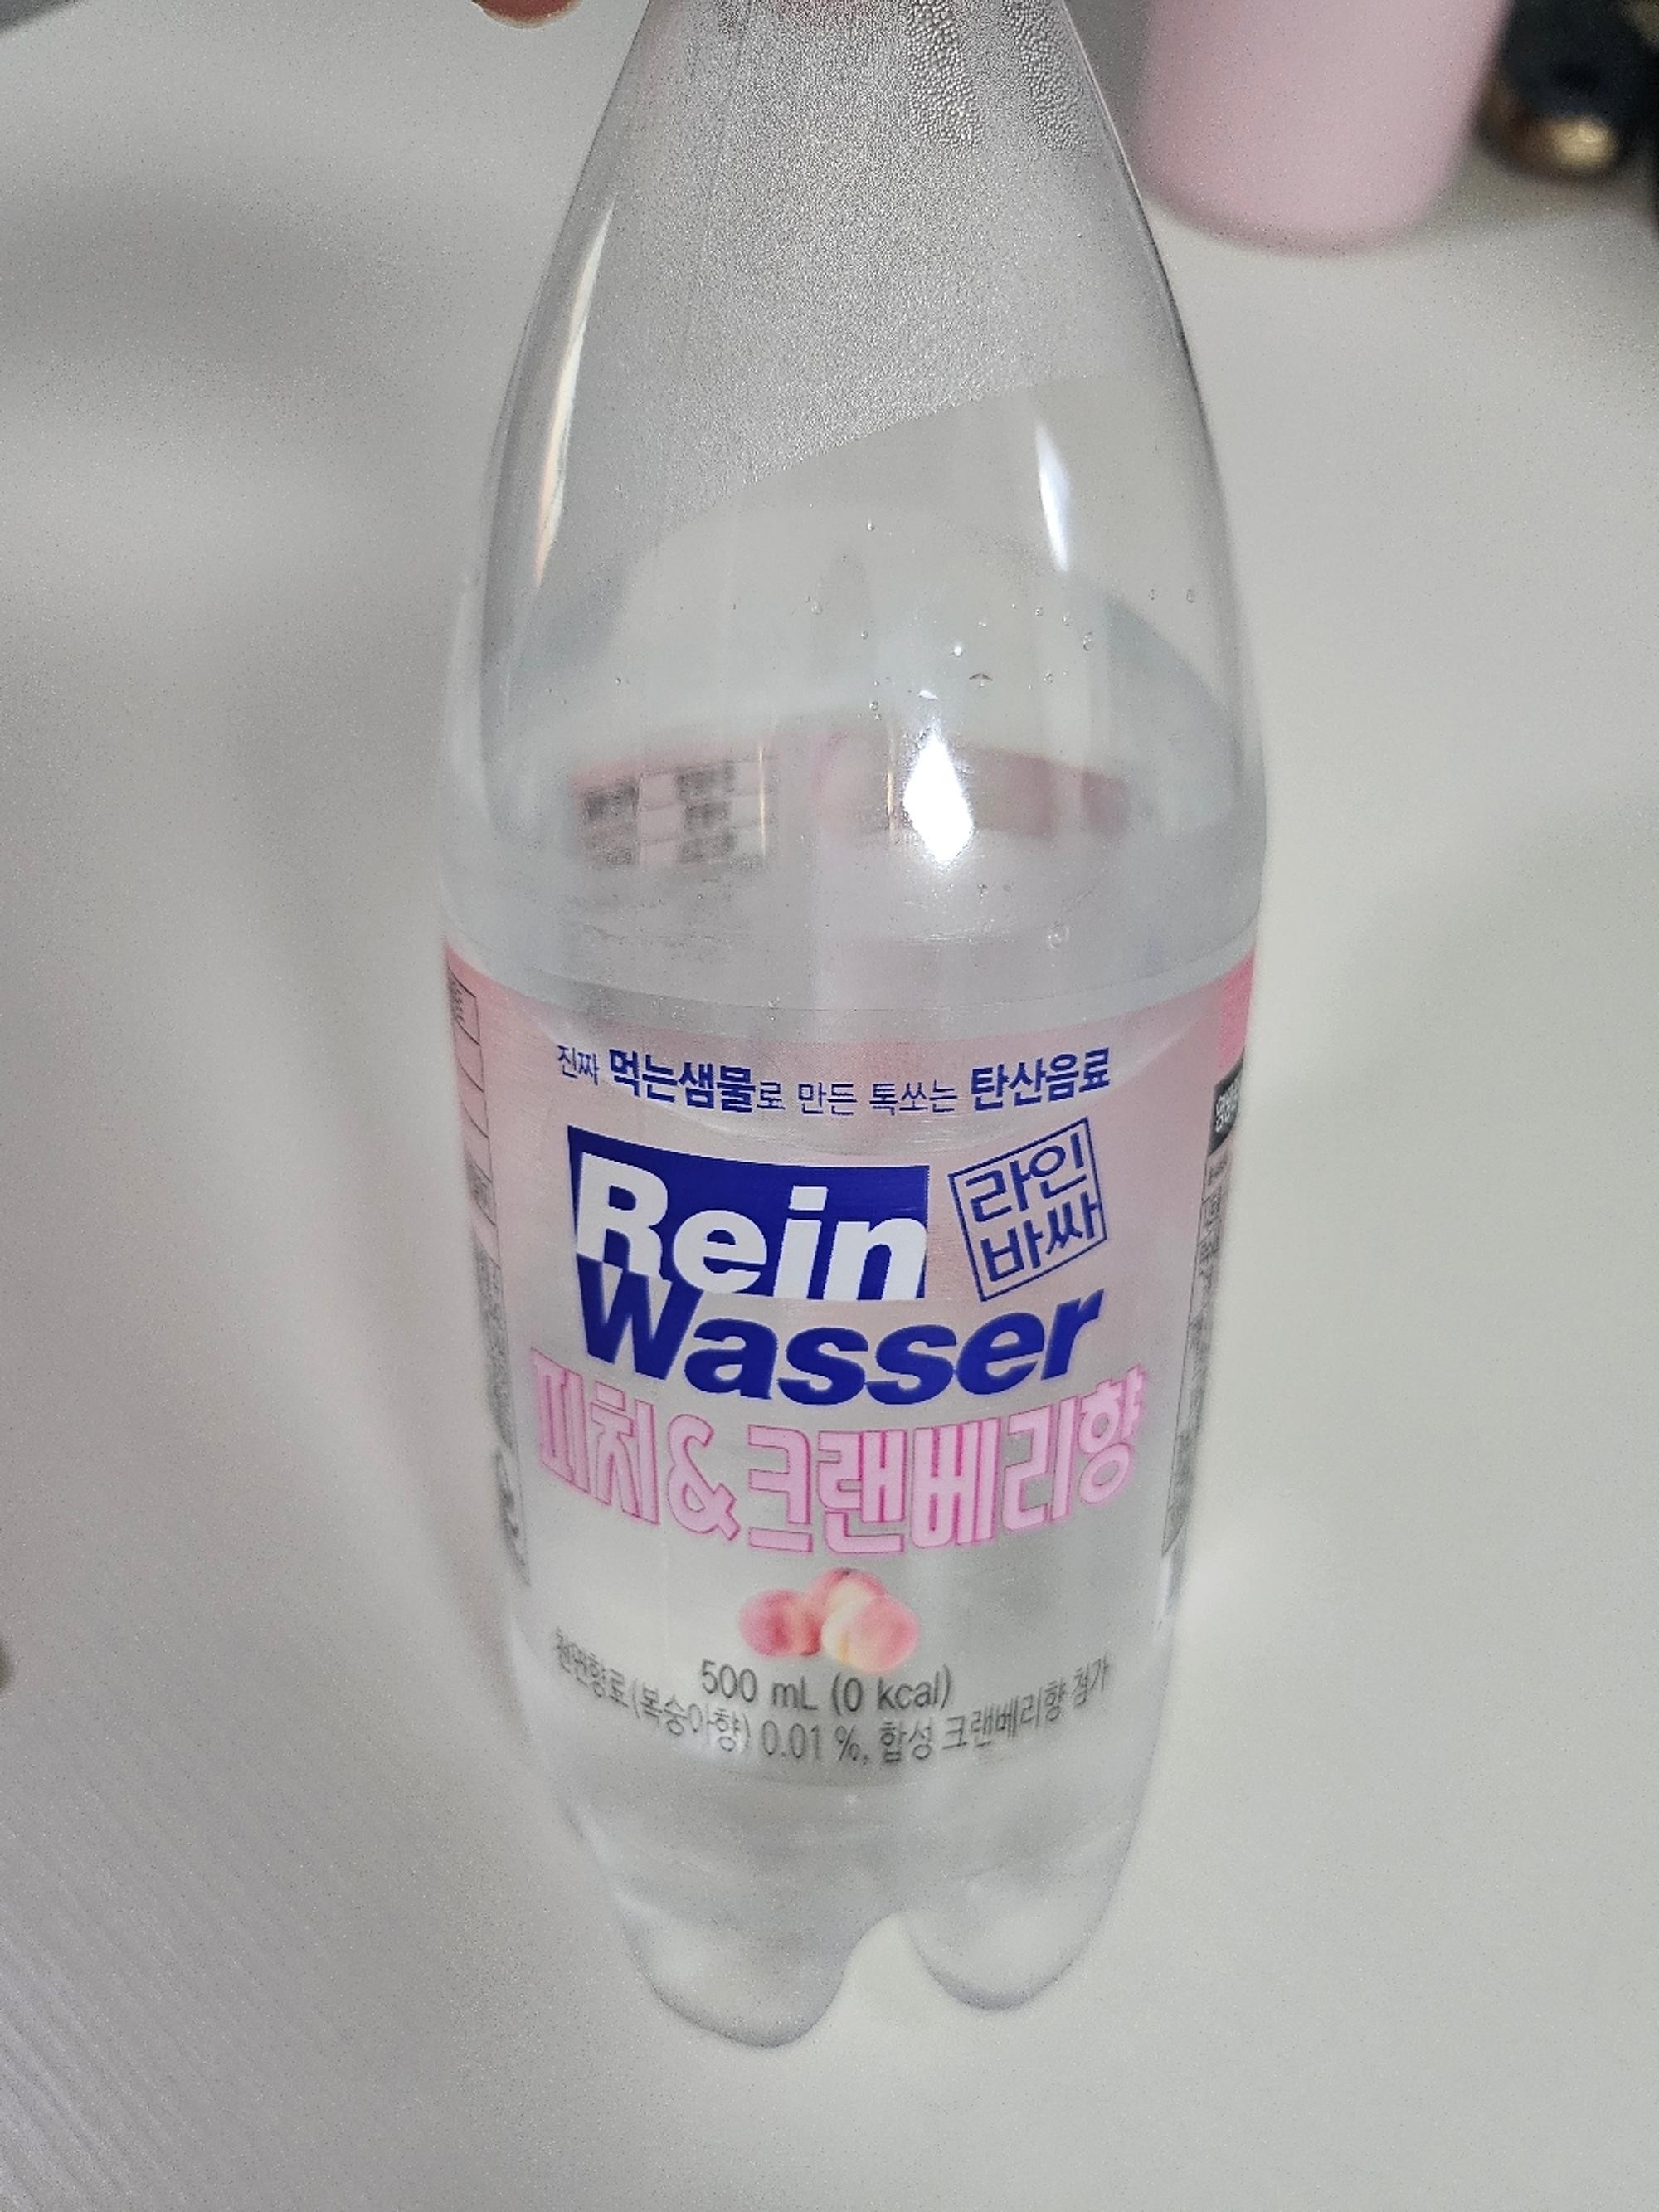 진짜 먹는샘물로 만든 톡쏘는 탄산음료
Rein
라인
바싸
Wasser
피치&크랜베리향
500 mL (0 kcal)
천연향료(복숭아향) 0.01 %, 합성 크랜베리향 첨가